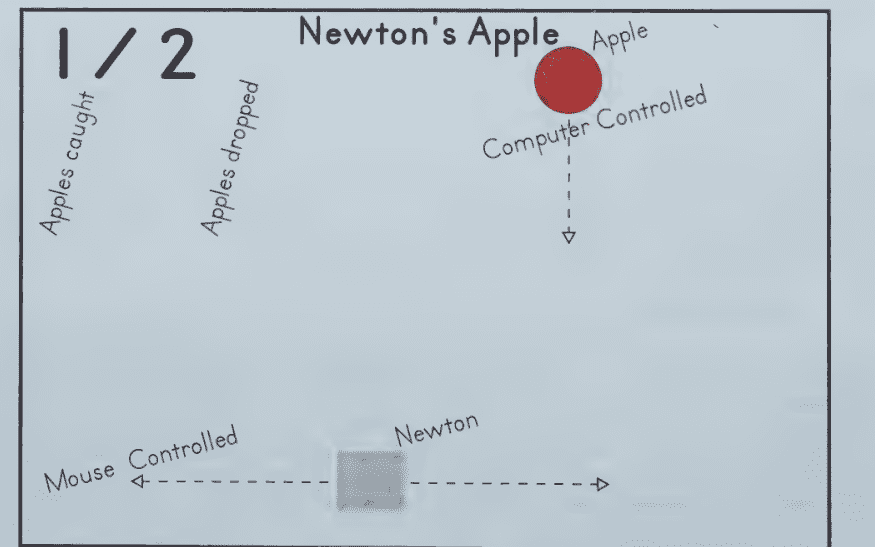 Newton's Apple
1 / 2
Apple
Apples caught
Apples dropped
Computer Controlled
Newton
Mouse Controlled